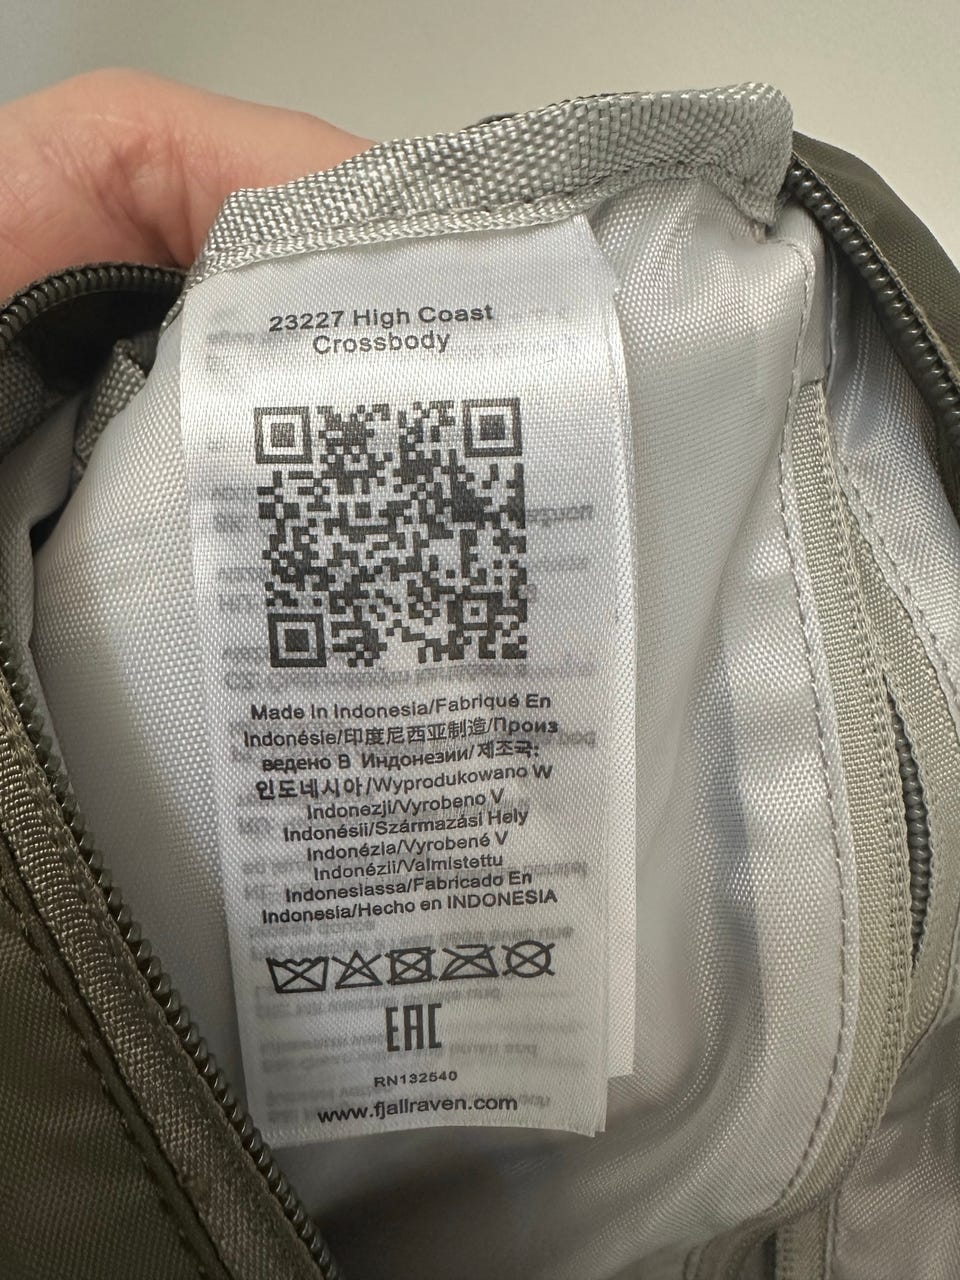 23227 High Coast
Crossbody
Made In Indonesia/Fabriqué En
Indonésie/印度尼西亚制造/Произ
ведено В Индонезии/제조국:
인도네시아/Wyprodukowano W
Indonezji/Vyrobeno V
Indonésii/Származási Hely
Indonézia/Vyrobené V
Indonézii/Valmistettu
Indonesiassa/Fabricado En
Indonesia/Hecho en INDONESIA
EAC
RN132540
www.fjallraven.com